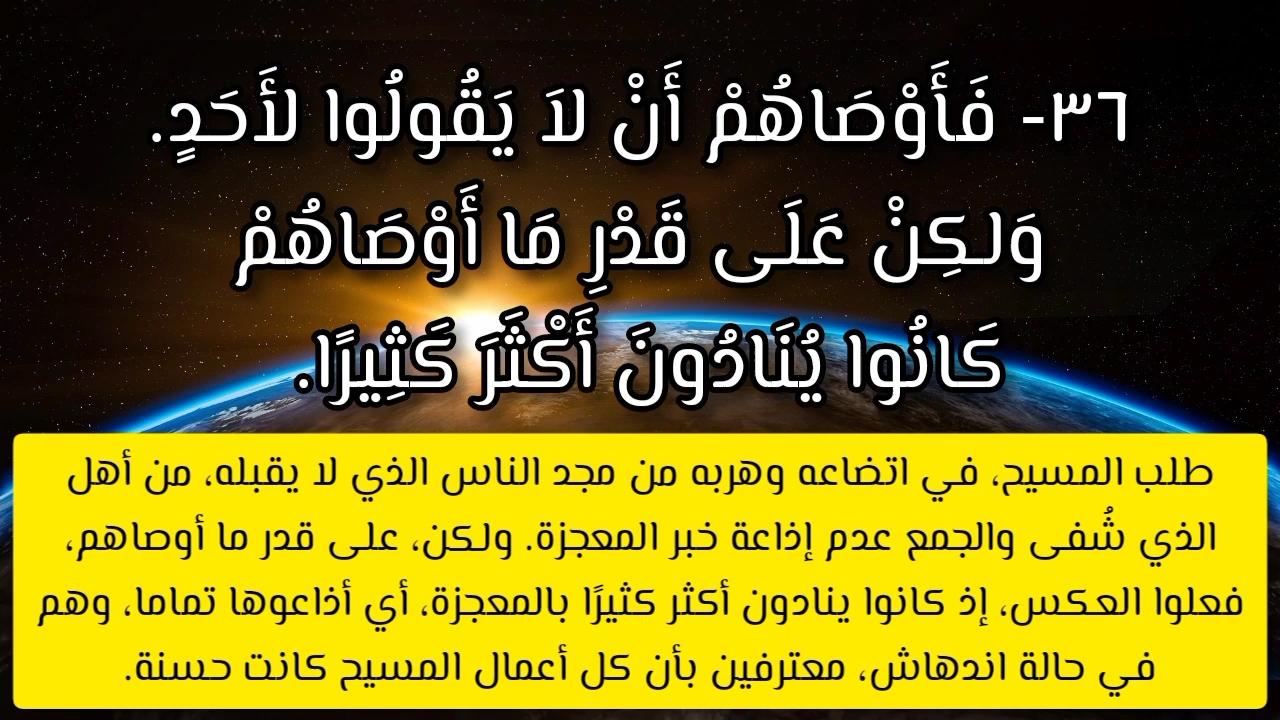 ٣٦- فَأَوْصَاهُمْ أَنْ لاَ يَقُولُوا لأَحَدٍ.
وَلكِنْ عَلَى قَدْرِ مَا أَوْصَاهُمْ
كَانُوا يُنَادُونَ أَكْثَرَ كَثِيرًا.
طلب المسيح، في اتضاعه وهربه من مجد الناس الذي لا يقبله، من أهل
الذي شُفى والجمع عدم إذاعة خبر المعجزة. ولكن، على قدر ما أوصاهم،
فعلوا العكس، إذ كانوا ينادون أكثر كثيرًا بالمعجزة، أي أذاعوها تماما، وهم
في حالة اندهاش، معترفين بأن كل أعمال المسيح كانت حسنة.